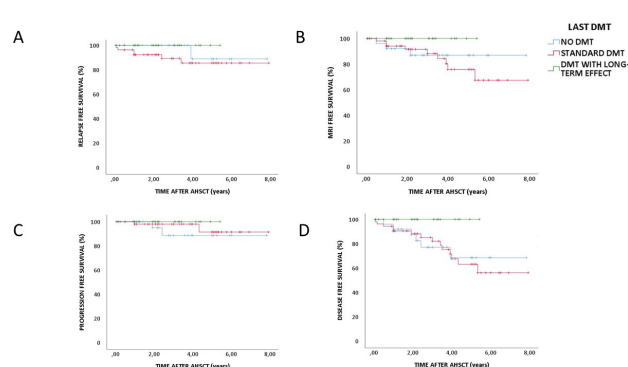 A
RELAPSE FREE SURVIVAL (%)
100
80
60
40
20
0
,00 2,00 4,00 6,00 8,00
TIME AFTER AHSCT (years)
B
MRI FREE SURVIVAL (%)
100
80
60
40
20
0
,00 2,00 4,00 6,00 8,00
TIME AFTER AHSCT (years)
LAST DMT
NO DMT
STANDARD DMT
DMT WITH LONG-
TERM EFFECT
C
PROGRESSION FREE SURVIVAL (%)
100
80
60
40
20
0
,00 2,00 4,00 6,00 8,00
TIME AFTER AHSCT (years)
D
DISEASE FREE SURVIVAL (%)
100
80
60
40
20
0
,00 2,00 4,00 6,00 8,00
TIME AFTER AHSCT (years)